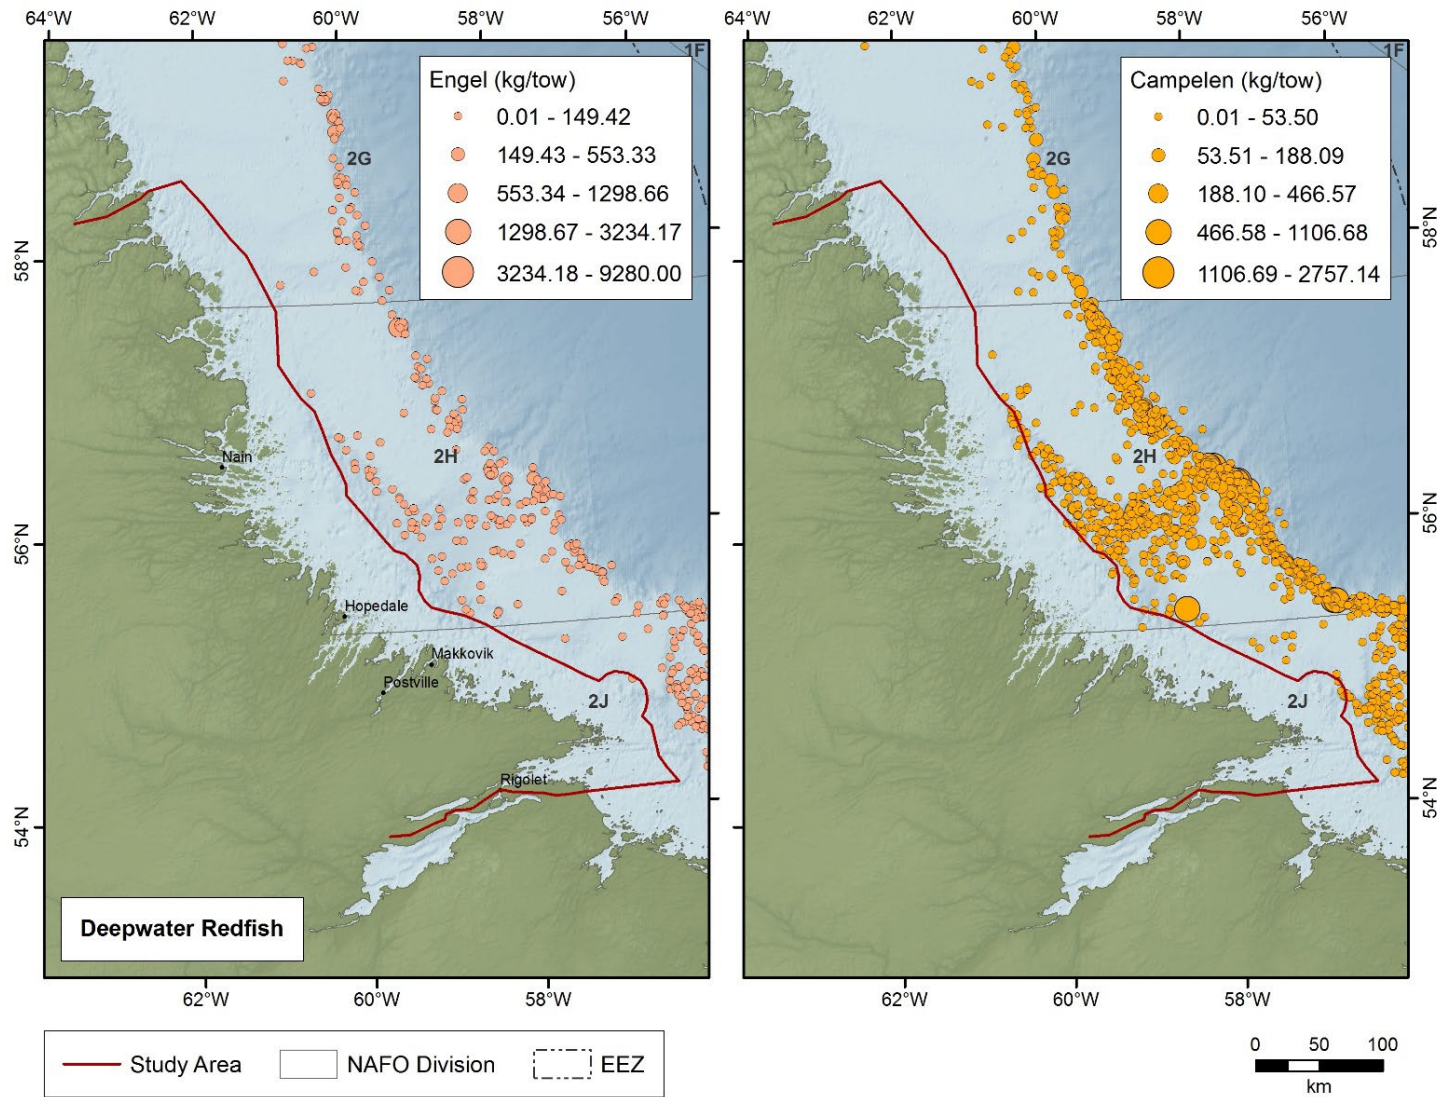 64°W 62°W 60°W 58°W 56°W
64°W 62°W 60°W 58°W 56°W
Engel (kg/tow)
0.01 - 149.42
149.43 - 553.33
553.34 - 1298.66
1298.67 - 3234.17
3234.18 - 9280.00
1F
2G
58°N
2H
Nain
56°N
Hopedale
Makkovik
Postville
2J
Rigolet
54°N
Deepwater Redfish
62°W 60°W 58°W
Campelen (kg/tow)
0.01 - 53.50
53.51 - 188.09
188.10 - 466.57
466.58 - 1106.68
1106.69 - 2757.14
1F
2G
58°N
2H
56°N
2J
54°N
62°W 60°W 58°W
Study Area
NAFO Division
EEZ
0 50 100
km